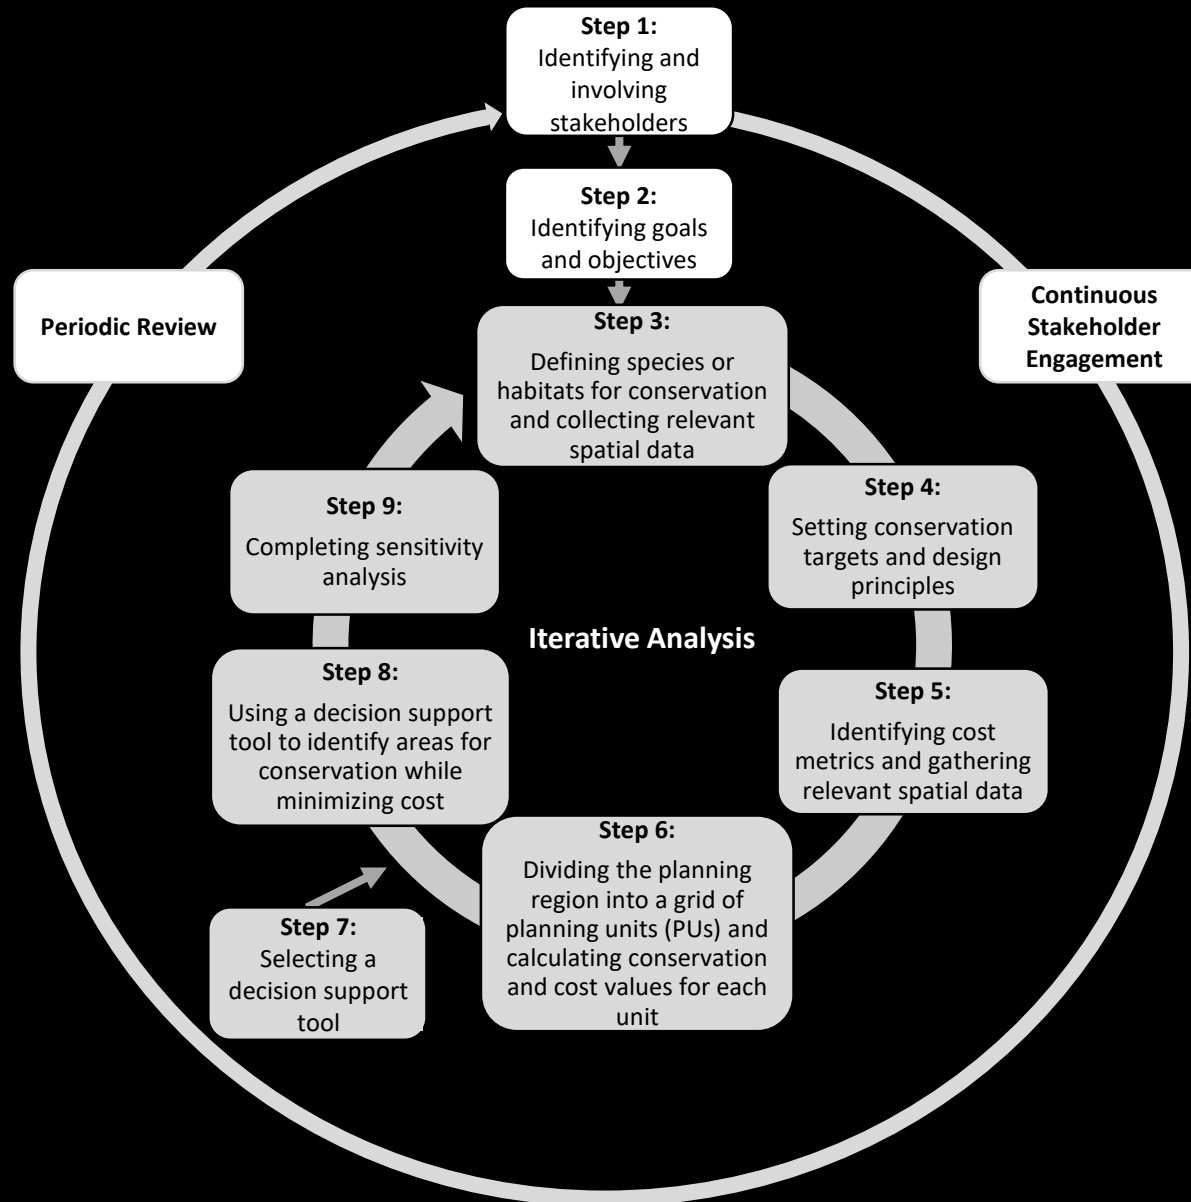 Step 1:
Identifying and
involving
stakeholders
Step 2:
Identifying goals
and objectives
Periodic Review
Continuous
Stakeholder
Engagement
Step 3:
Defining species or
habitats for conservation
and collecting relevant
spatial data
Step 4:
Setting conservation
targets and design
principles
Step 5:
Identifying cost
metrics and gathering
relevant spatial data
Step 6:
Dividing the planning
region into a grid of
planning units (PUs) and
calculating conservation
and cost values for each
unit
Step 7:
Selecting a
decision support
tool
Step 8:
Using a decision support
tool to identify areas for
conservation while
minimizing cost
Step 9:
Completing sensitivity
analysis
Iterative Analysis